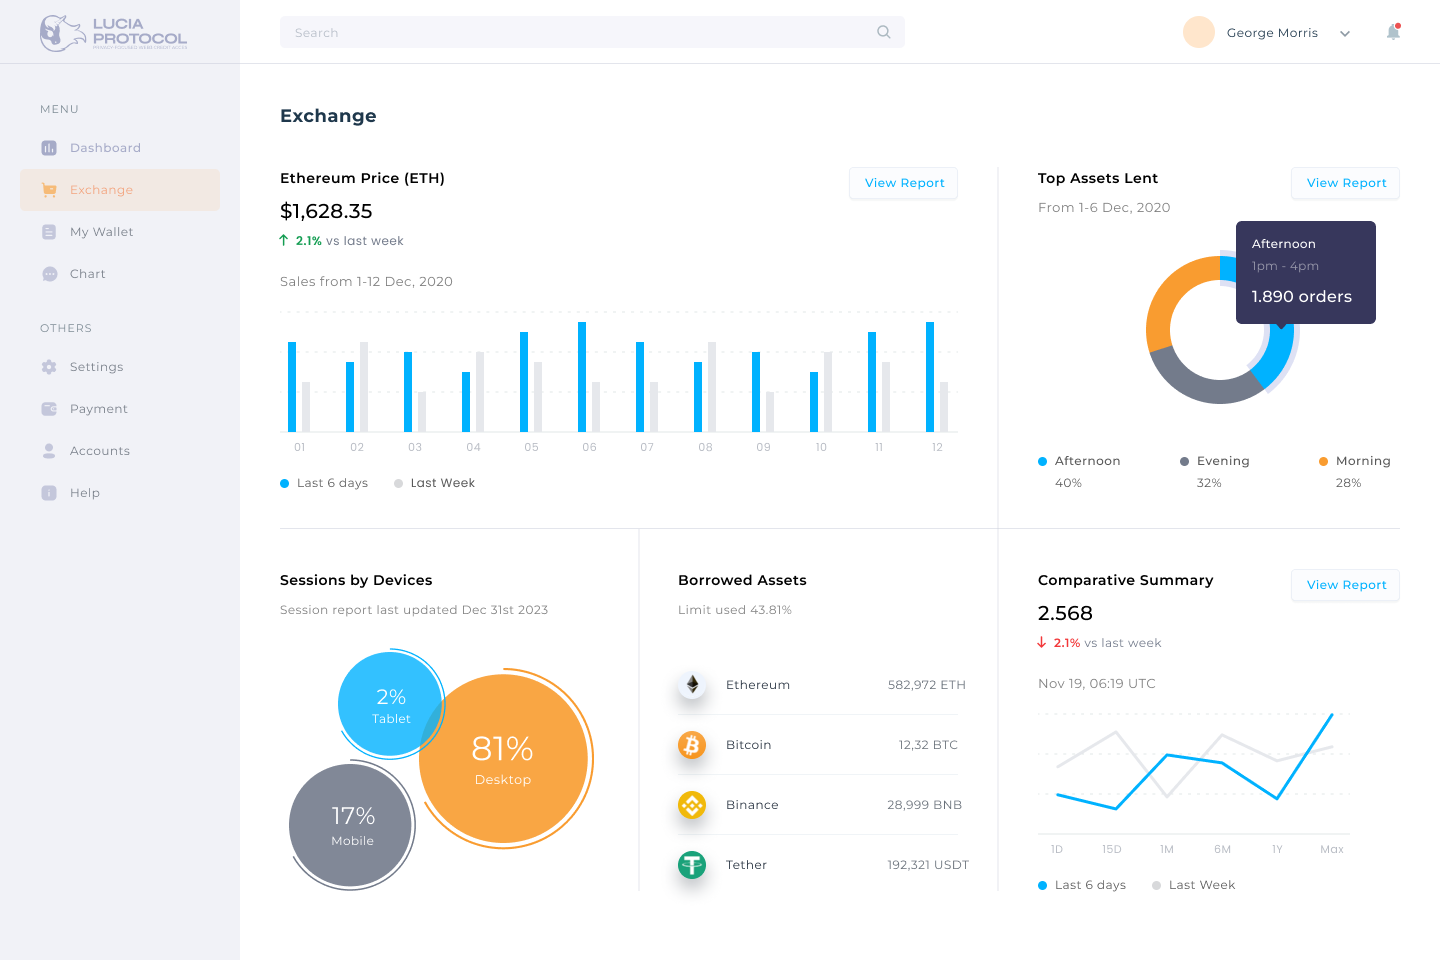 LUCIA
PROTOCOL
Search
George Morris
MENU
Dashboard
Exchange
My Wallet
Chart
OTHERS
Settings
Payment
Accounts
Help
Exchange
Ethereum Price (ETH)
View Report
$1,628.35
2.1% vs last week
Sales from 1-12 Dec, 2020
01 02 03 04 05 06 07 08 09 10 11 12
Last 6 days Last Week
Top Assets Lent
View Report
From 1-6 Dec, 2020
Afternoon
1pm - 4pm
1.890 orders
Afternoon Evening Morning
40% 32% 28%
Sessions by Devices
Session report last updated Dec 31st 2023
2%
Tablet
81%
Desktop
17%
Mobile
Borrowed Assets
Limit used 43.81%
Ethereum 582,972 ETH
Bitcoin 12,32 BTC
Binance 28,999 BNB
Tether 192,321 USDT
Comparative Summary
View Report
2.568
2.1% vs last week
Nov 19, 06:19 UTC
1D 15D 1M 6M 1Y Max
Last 6 days Last Week